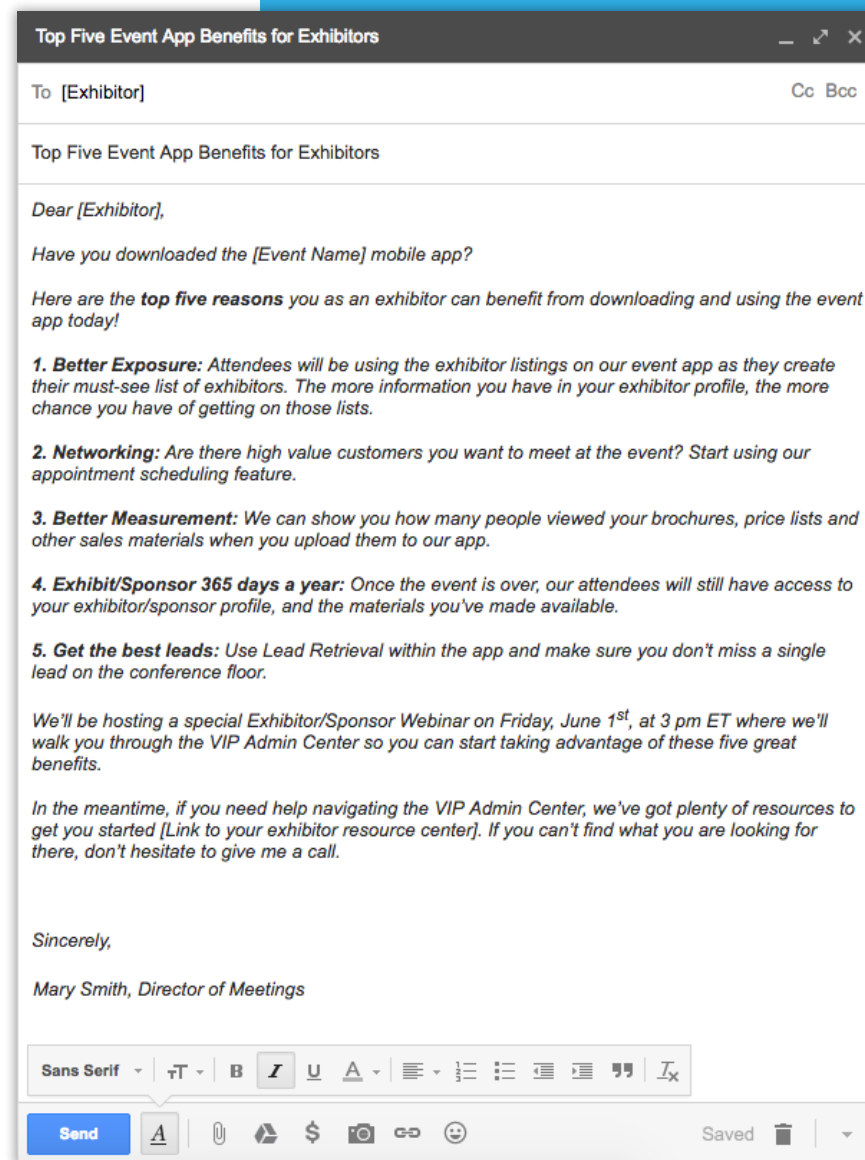 Top Five Event App Benefits for Exhibitors
To [Exhibitor] Cc Bcc
Top Five Event App Benefits for Exhibitors
Dear [Exhibitor],
Have you downloaded the [Event Name] mobile app?
Here are the top five reasons you as an exhibitor can benefit from downloading and using the event
app today!
1. Better Exposure: Attendees will be using the exhibitor listings on our event app as they create
their must-see list of exhibitors. The more information you have in your exhibitor profile, the more
chance you have of getting on those lists.
2. Networking: Are there high value customers you want to meet at the event? Start using our
appointment scheduling feature.
3. Better Measurement: We can show you how many people viewed your brochures, price lists and
other sales materials when you upload them to our app.
4. Exhibit/Sponsor 365 days a year: Once the event is over, our attendees will still have access to
your exhibitor/sponsor profile, and the materials you've made available.
5. Get the best leads: Use Lead Retrieval within the app and make sure you don't miss a single
lead on the conference floor.
We'll be hosting a special Exhibitor/Sponsor Webinar on Friday, June 1st, at 3 pm ET where we'll
walk you through the VIP Admin Center so you can start taking advantage of these five great
benefits.
In the meantime, if you need help navigating the VIP Admin Center, we've got plenty of resources to
get you started [Link to your exhibitor resource center]. If you can't find what you are looking for
there, don't hesitate to give me a call.
Sincerely,
Mary Smith, Director of Meetings
Sans Serif TT B I U A Tx
Send A $ Saved